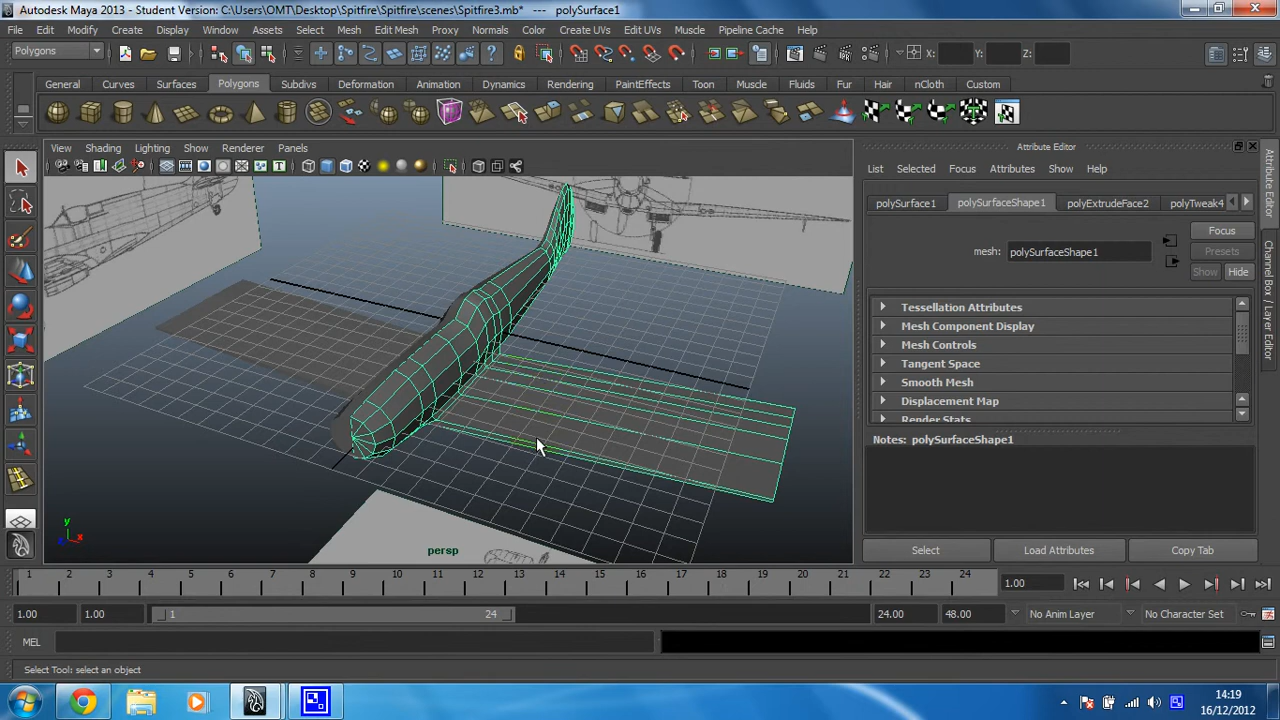 Autodesk Maya 2013 - Student Version: C:\Users\OMT\Desktop\Spitfire\Spitfire\scenes\Spitfire3.mb* --- polySurface1
File Edit Modify Create Display Window Assets Select Mesh Edit Mesh Proxy Normals Color Create UVs Edit UVs Muscle Pipeline Cache Help
Polygons X: Y: Z:
General Curves Surfaces Polygons Subdivs Deformation Animation Dynamics Rendering PaintEffects Toon Muscle Fluids Fur Hair nCloth Custom
View Shading Lighting Show Renderer Panels
Attribute Editor
List Selected Focus Attributes Show Help
polySurface1 polySurfaceShape1 polyExtrudeFace2 polyTweak4
Focus
mesh: polySurfaceShape1
Presets
Show Hide
Tessellation Attributes
Mesh Component Display
Mesh Controls
Tangent Space
Smooth Mesh
Displacement Map
Render Stats
Notes: polySurfaceShape1
Select Load Attributes Copy Tab
Attribute Editor
Channel Box / Layer Editor
y
x
persp
1 2 3 4 5 6 7 8 9 10 11 12 13 14 15 16 17 18 19 20 21 22 23 24
1.00
1.00 1.00 1 24 24.00 48.00 No Anim Layer No Character Set
MEL
Select Tool: select an object
14:19
16/12/2012